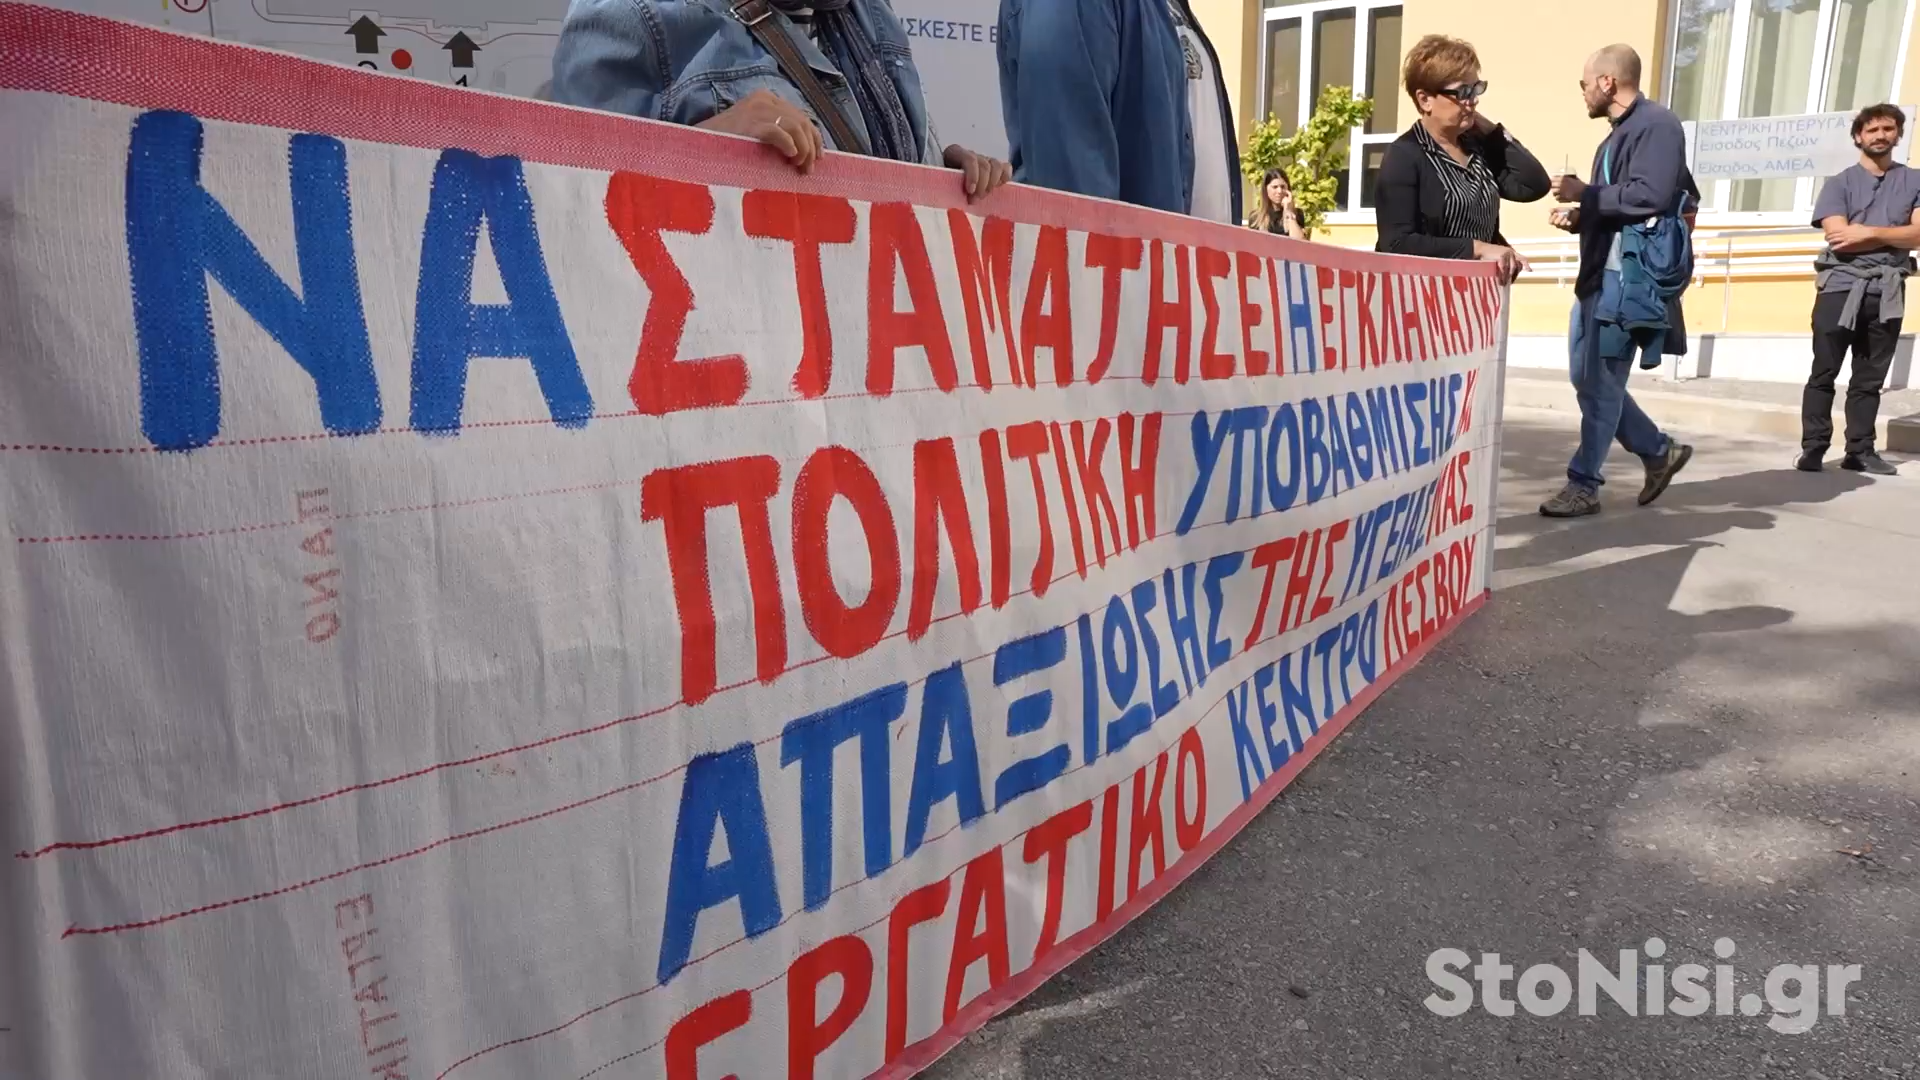 ΝΑ ΣΤΑΜΑΤΗΣΕΙ Η ΕΓΚΛΗΜΑΤΙΚΗ
ΠΟΛΙΤΙΚΗ ΥΠΟΒΑΘΜΙΣΗΣ Κ
ΑΠΑΞΙΩΣΗΣ ΤΗΣ ΥΓΕΙΑΣ ΜΑΣ
ΕΡΓΑΤΙΚΟ ΚΕΝΤΡΟ ΛΕΣΒΟΥ
ΚΕΝΤΡΙΚΗ ΠΤΕΡΥΓΑ
Είσοδος Πεζών
Είσοδος ΑΜΕΑ
StoNisi.gr